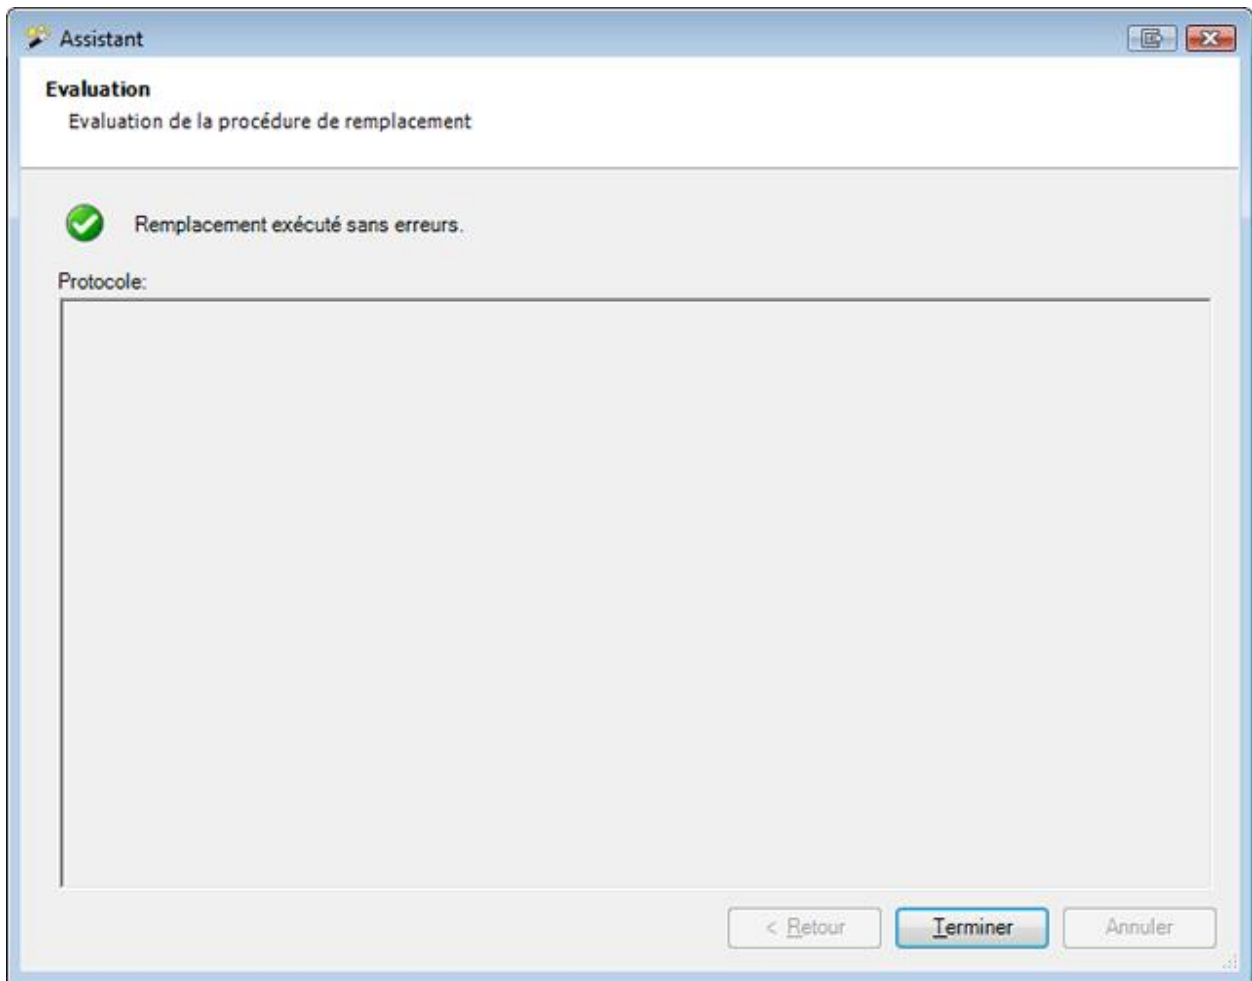 Assistant
Evaluation
Evaluation de la procédure de remplacement
Remplacement exécuté sans erreurs.
Protocole:
< Retour Terminer Annuler